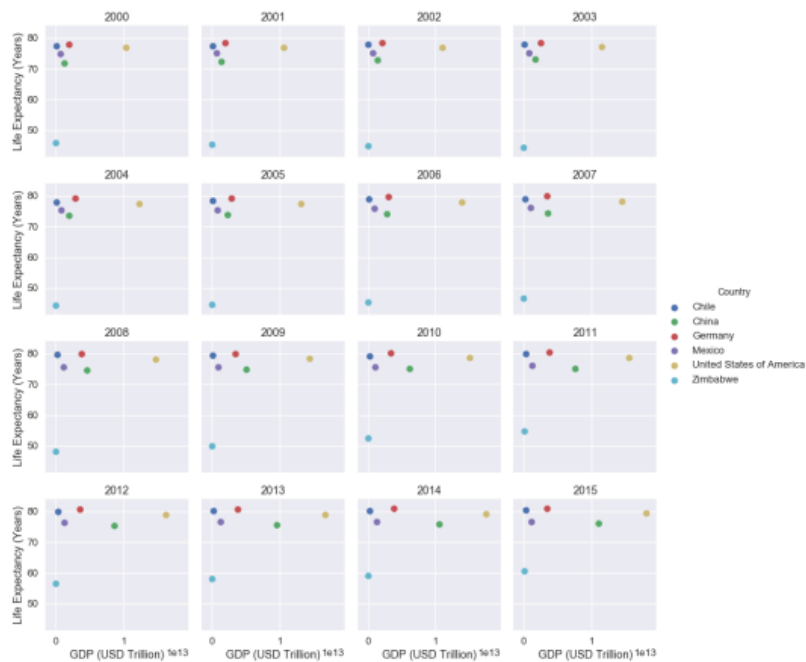 2000 2001 2002 2003
Life Expectancy (Years)
80
70
60
50
2004 2005 2006 2007
Life Expectancy (Years)
80
70
60
50
2008 2009 2010 2011
Life Expectancy (Years)
80
70
60
50
2012 2013 2014 2015
Life Expectancy (Years)
80
70
60
50
0 1 0 1 0 1 0 1
GDP (USD Trillion) 1e13 GDP (USD Trillion) 1e13 GDP (USD Trillion) 1e13 GDP (USD Trillion) 1e13
Country
Chile
China
Germany
Mexico
United States of America
Zimbabwe